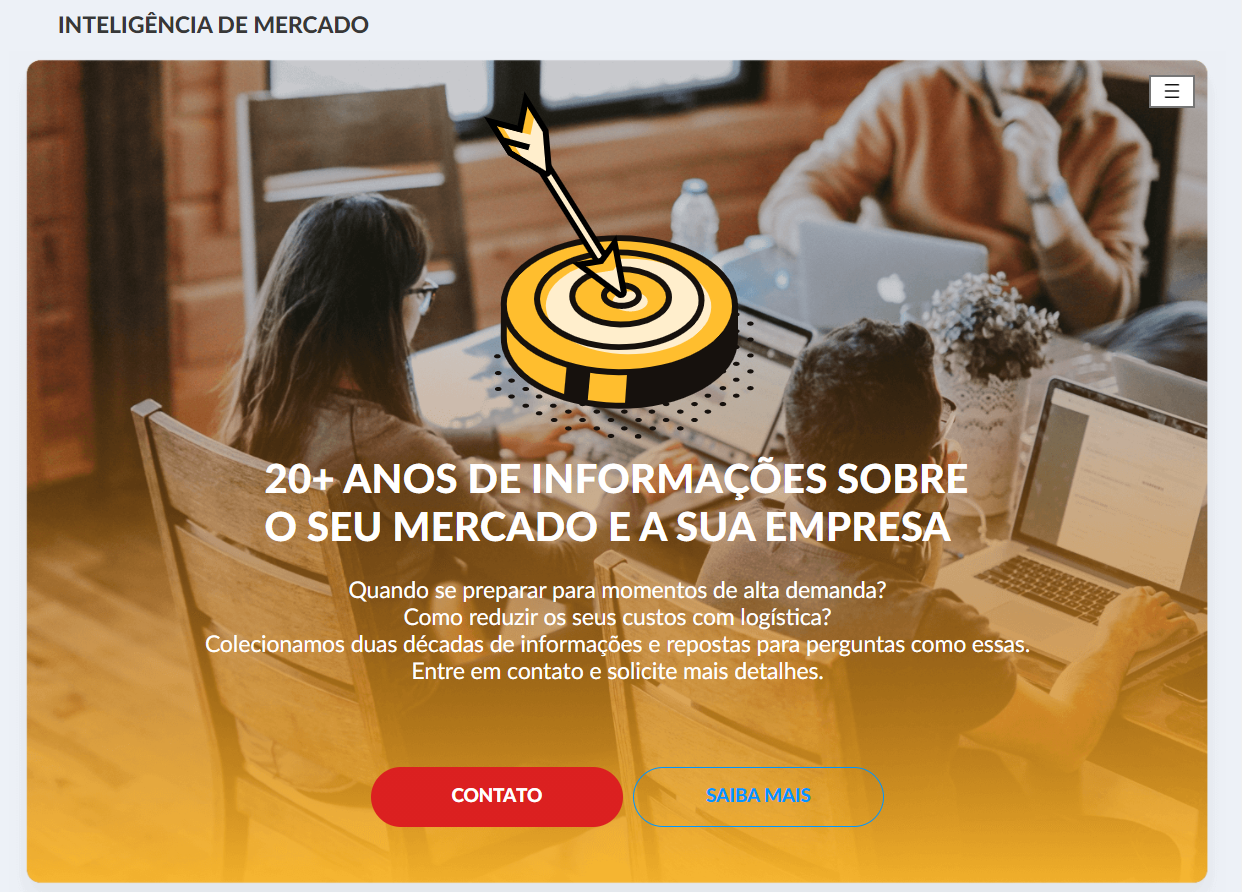 INTELIGÊNCIA DE MERCADO
20+ ANOS DE INFORMAÇÕES SOBRE
O SEU MERCADO E A SUA EMPRESA
Quando se preparar para momentos de alta demanda?
Como reduzir os seus custos com logística?
Colecionamos duas décadas de informações e repostas para perguntas como essas.
Entre em contato e solicite mais detalhes.
CONTATO
SAIBA MAIS